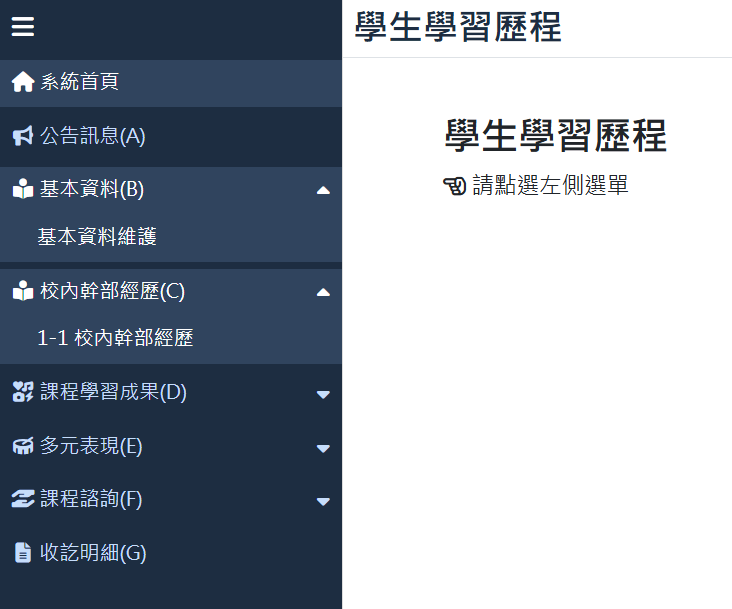 系統首頁
公告訊息(A)
基本資料(B)
基本資料維護
校內幹部經歷(C)
1-1 校內幹部經歷
課程學習成果(D)
多元表現(E)
課程諮詢(F)
收訖明細(G)
學生學習歷程
學生學習歷程
請點選左側選單